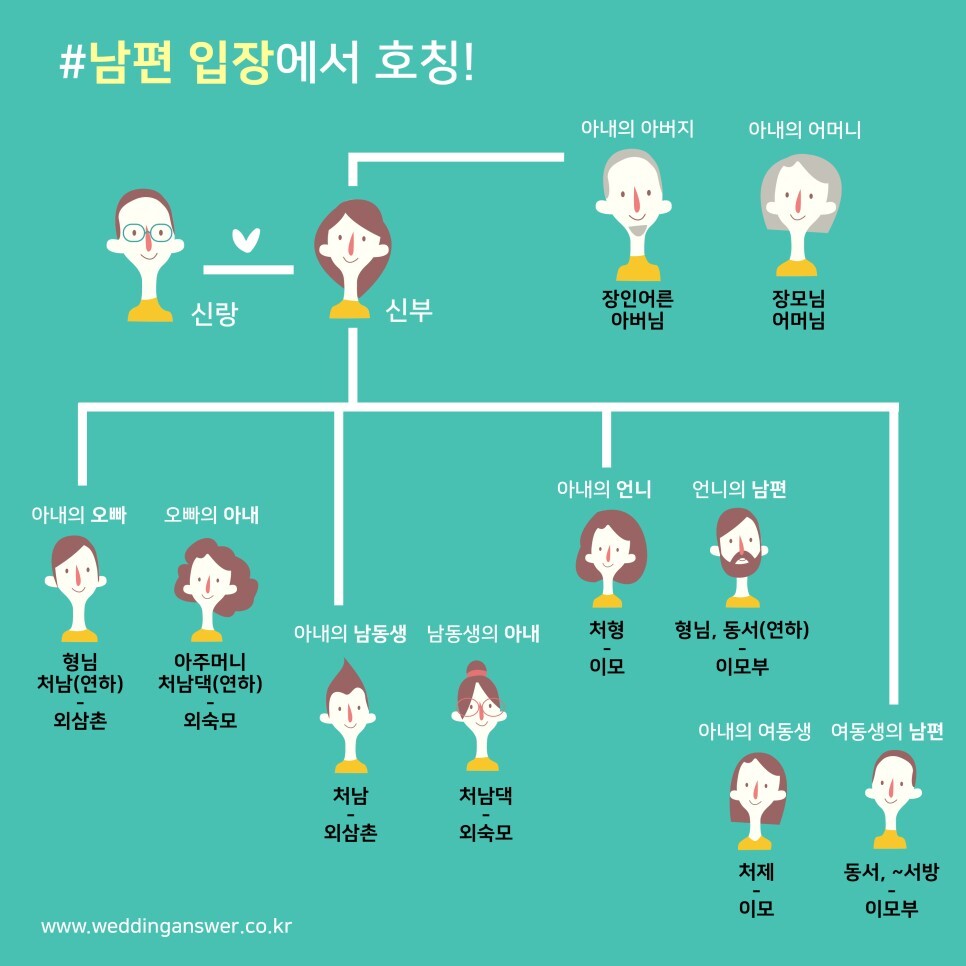 #남편 입장에서 호칭!
아내의 아버지
아내의 어머니
신랑
신부
장인어른
아버님
장모님
어머님
아내의 오빠
오빠의 아내
형님
처남(연하)
-
외삼촌
아주머니
처남댁(연하)
-
외숙모
아내의 남동생
남동생의 아내
처남
-
외삼촌
처남댁
-
외숙모
아내의 언니
언니의 남편
처형
-
이모
형님, 동서(연하)
-
이모부
아내의 여동생
여동생의 남편
처제
-
이모
동서, ~서방
-
이모부
www.weddinganswer.co.kr